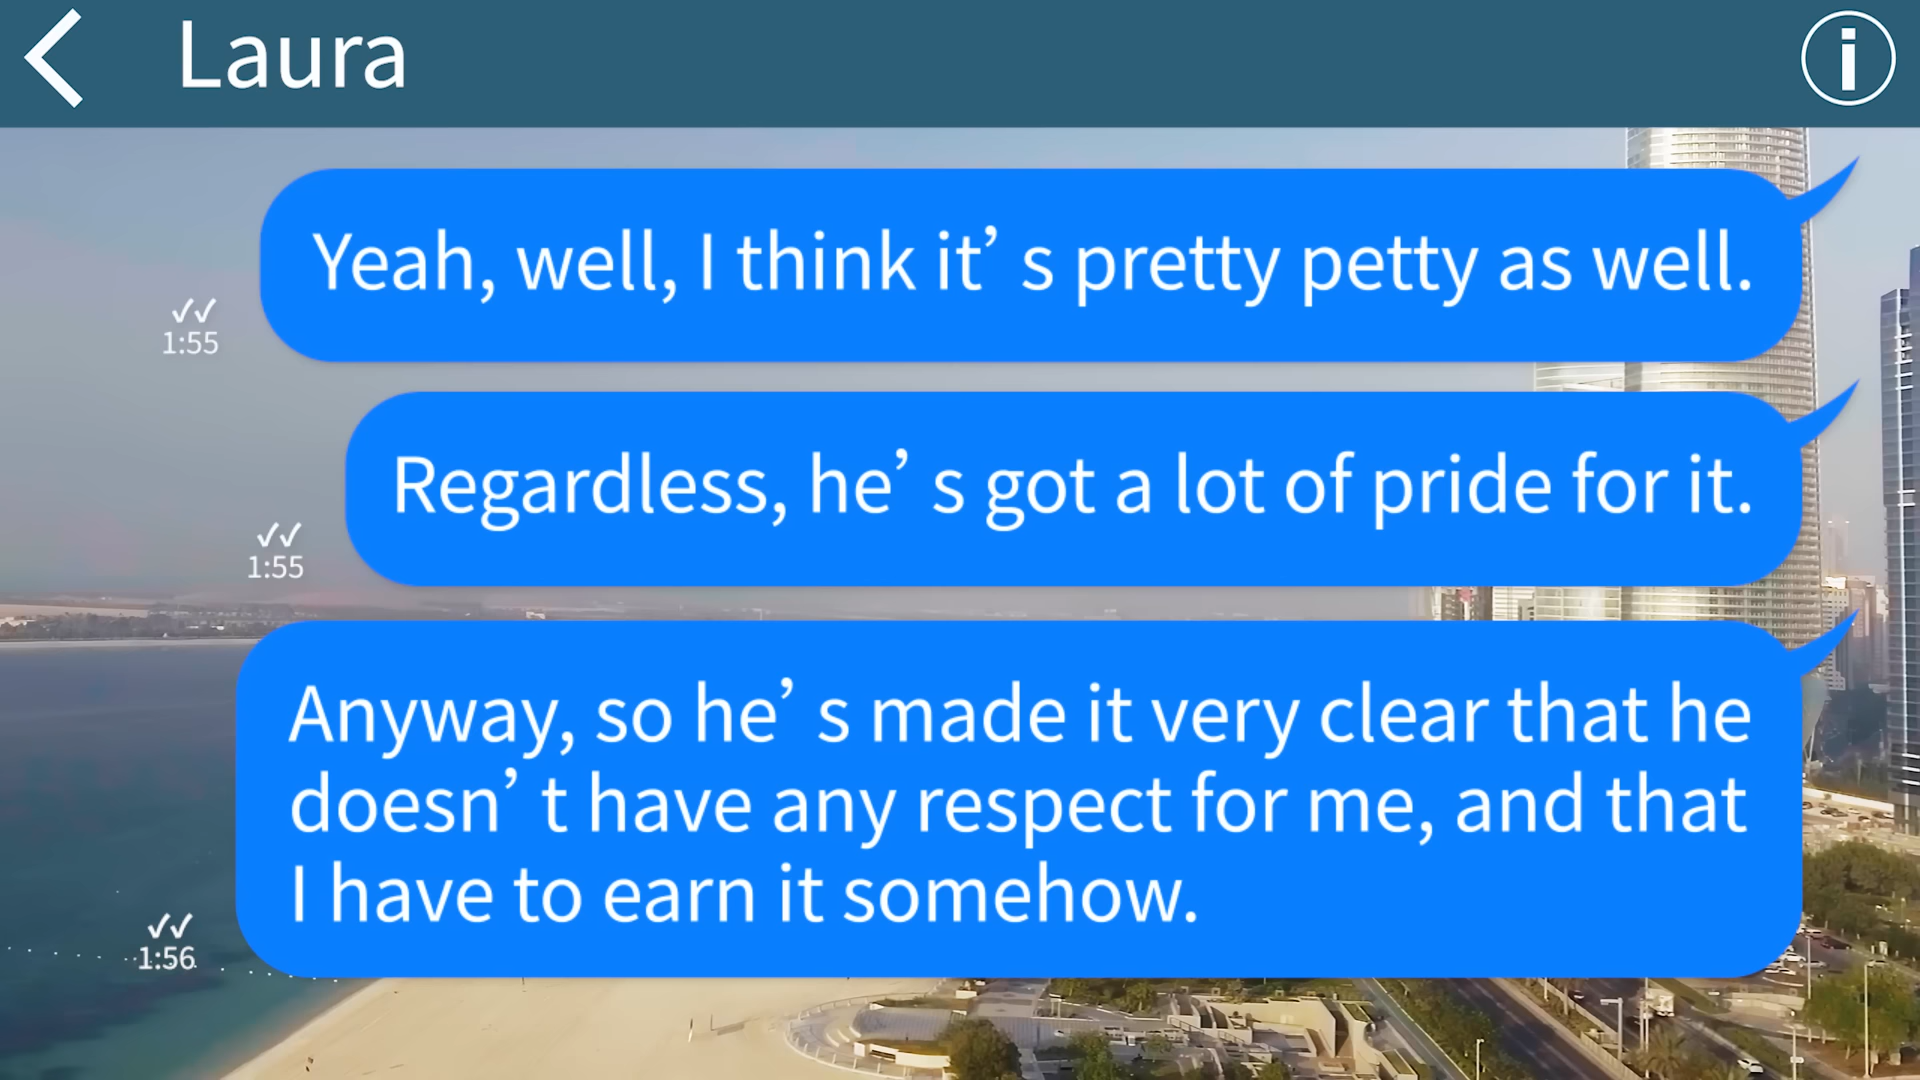 Laura
Yeah, well, I think it’s pretty petty as well.
1:55
Regardless, he’s got a lot of pride for it.
1:55
Anyway, so he’s made it very clear that he
doesn’t have any respect for me, and that
I have to earn it somehow.
1:56